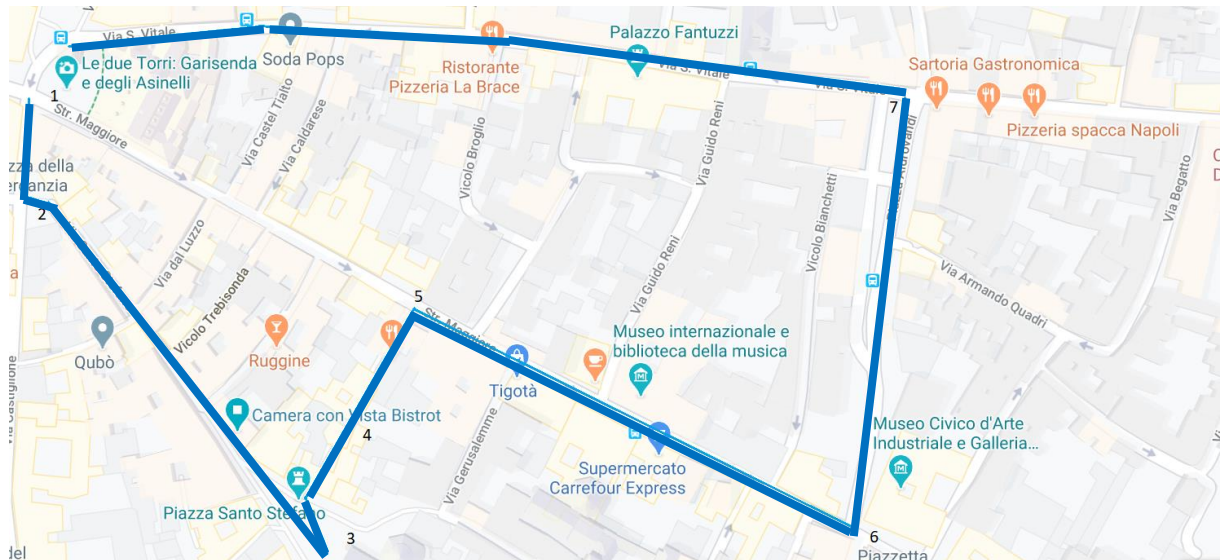 Via S. Vitale
Soda Pops
Le due Torri: Garisenda
e degli Asinelli
1
Str. Maggiore
Ristorante
Pizzeria La Brace
Palazzo Fantuzzi
Via S. Vitale
Via S. Vitale
7
Sartoria Gastronomica
Pizzeria spacca Napoli
Via Castel Tialto
Via Caldarese
Vicolo Broglio
Via Guido Reni
Via Begatto
della
2
Via dal Luzzo
Vicolo Trebisonda
Vicolo Bianchetti
Via Guido Reni
Via Armando Quadri
5
Str. Maggiore
Qubò
Ruggine
Tigotà
Museo internazionale e
biblioteca della musica
Camera con Vista Bistrot
4
Via Gerusalemme
Supermercato
Carrefour Express
Museo Civico d'Arte
Industriale e Galleria...
Piazza Santo Stefano
3
6
Piazzetta
del